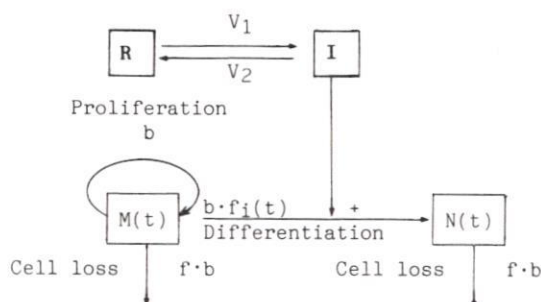 V1
R
I
V2
Proliferation
b
M(t)
b·fi(t)
+
Differentiation
N(t)
Cell loss
f·b
Cell loss
f·b